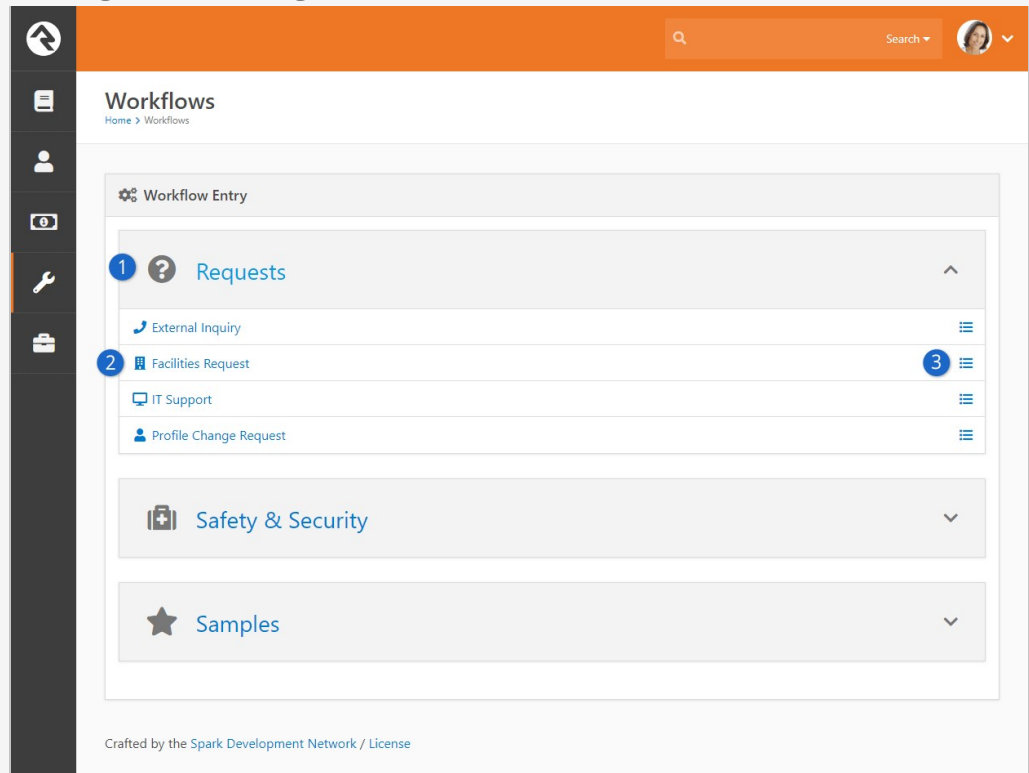 Search
Workflows
Home > Workflows
Workflow Entry
1 Requests
External Inquiry
2 Facilities Request 3
IT Support
Profile Change Request
Safety & Security
Samples
Crafted by the Spark Development Network / License